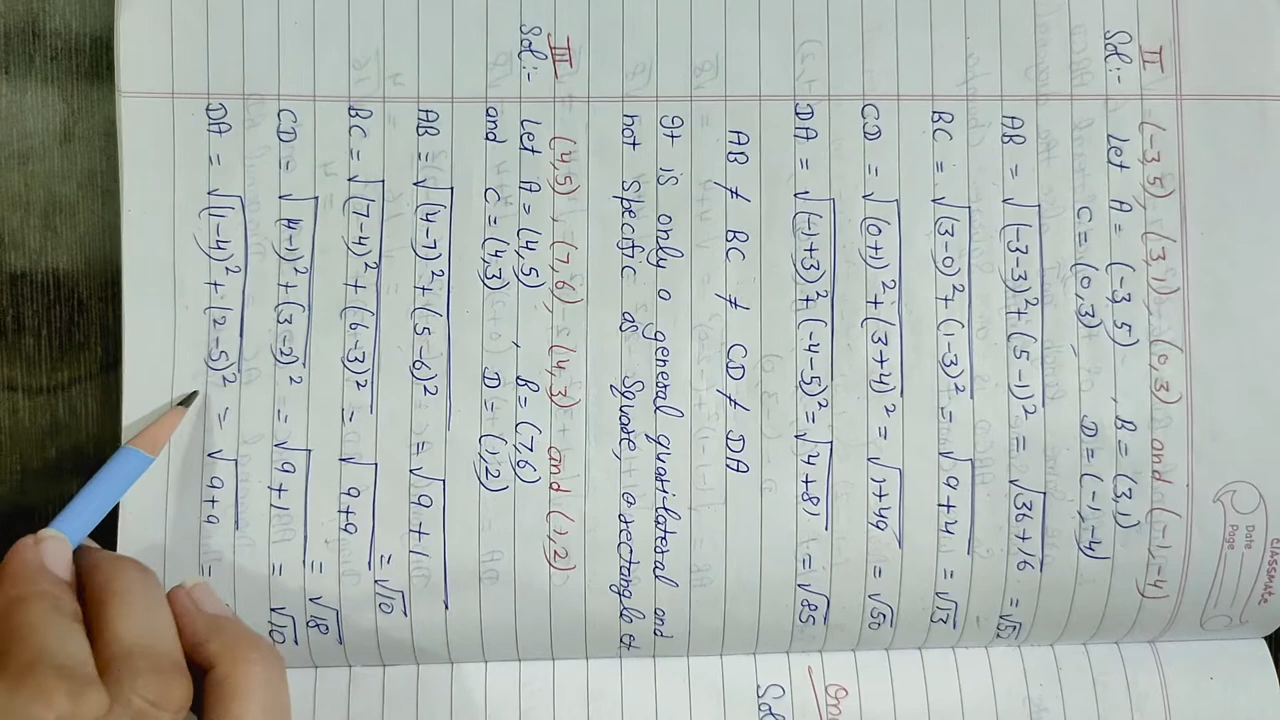 CLASSMATE
Date
Page
II (-3,5), (3,1), (0,3) and (-1,-4)
Sol:- Let A = (-3,5) , B = (3,1)
C = (0,3) , D = (-1,-4)
AB = √(-3-3)² + (5-1)² = √36+16 = √52
BC = √(3-0)² + (1-3)² = √9+4 = √13
CD = √(0+1)² + (3+4)² = √1+49 = √50
DA = √(-1+3)² + (-4-5)² = √4+81 = √85
AB ≠ BC ≠ CD ≠ DA
It is only a general quari-lateral and
not specific as square, a rectangle et
III (4,5), (7,6), (4,3) and (1,2)
Sol:- Let A = (4,5) , B = (7,6)
and C = (4,3) D = (1,2)
AB = √(4-7)² + (5-6)² = √9+1
= √10
BC = √(7-4)² + (6-3)² = √9+9
= √18
CD = √(4-1)² + (3-2)² = √9+1 = √10
DA = √(1-4)² + (2-5)² = √9+9 =
Sol